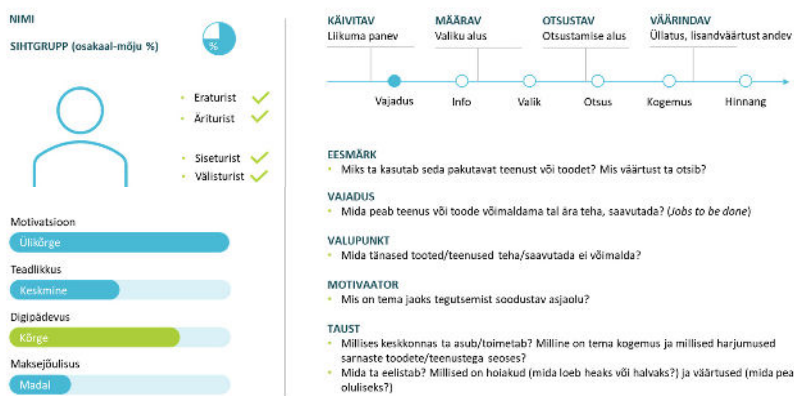 NIMI
SIHTGRUPP (osakaal-mõju %)
%
• Eraturist
• Äriturist
• Siseturist
• Välisturist
Motivatsioon
Ülikõrge
Teadlikkus
Keskmine
Digipädevus
Kõrge
Maksejõulisus
Madal
KÄIVITAV MÄÄRAV OTSUSTAV VÄÄRINDAV
Liikuma panev Valiku alus Otsustamise alus Üllatus, lisandväärtust andev
Vajadus Info Valik Otsus Kogemus Hinnang
EESMÄRK
• Miks ta kasutab seda pakutavat teenust või toodet? Mis väärtust ta otsib?
VAJADUS
• Mida peab teenus või toode võimaldama tal ära teha, saavutada? (Jobs to be done)
VALUPUNKT
• Mida tänased tooted/teenused teha/saavutada ei võimalda?
MOTIVAATOR
• Mis on tema jaoks tegutsemist soodustav asjaolu?
TAUST
• Millises keskkonnas ta asub/toimetab? Milline on tema kogemus ja millised harjumused
sarnaste toodete/teenustega seoses?
• Mida ta eelistab? Millised on hoiakud (mida loeb heaks või halvaks?) ja väärtused (mida pea
oluliseks?)